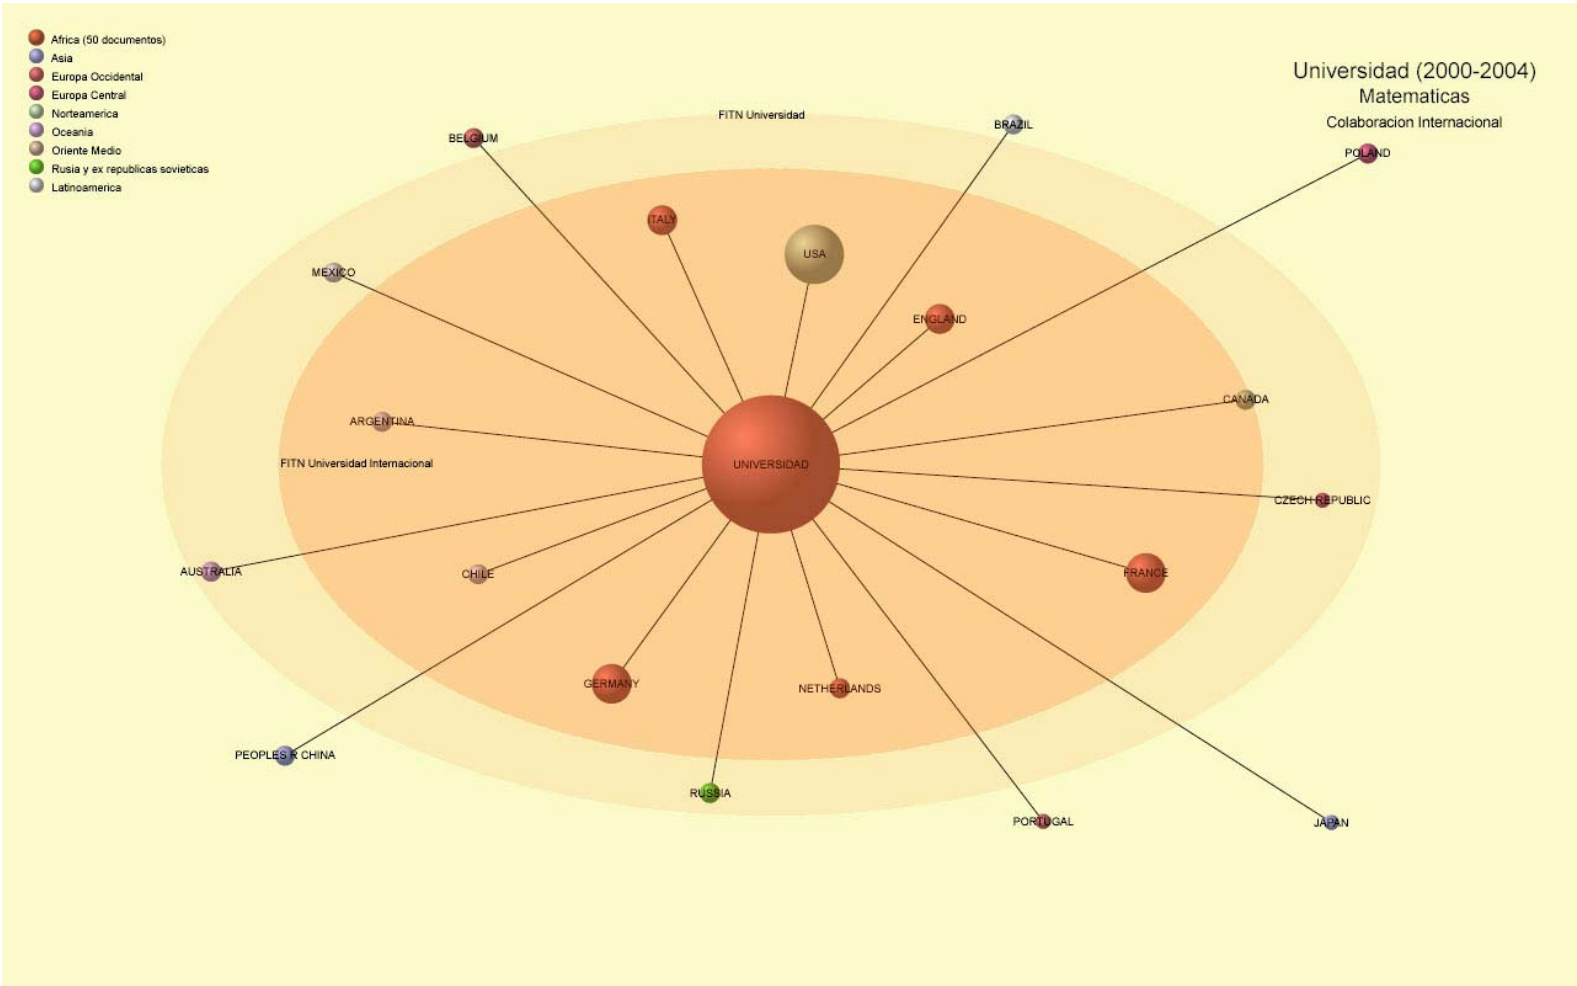 Africa (50 documentos)
Asia
Europa Occidental
Europa Central
Norteamerica
Oceania
Oriente Medio
Rusia y ex republicas sovieticas
Latinoamerica
Universidad (2000-2004)
Matematicas
Colaboracion Internacional
FITN Universidad
BRAZIL
BELGIUM
POLAND
ITALY
USA
MEXICO
ENGLAND
CANADA
ARGENTINA
FITN Universidad Internacional
UNIVERSIDAD
CZECH REPUBLIC
AUSTRALIA
CHILE
FRANCE
GERMANY
NETHERLANDS
PEOPLES R CHINA
RUSSIA
PORTUGAL
JAPAN